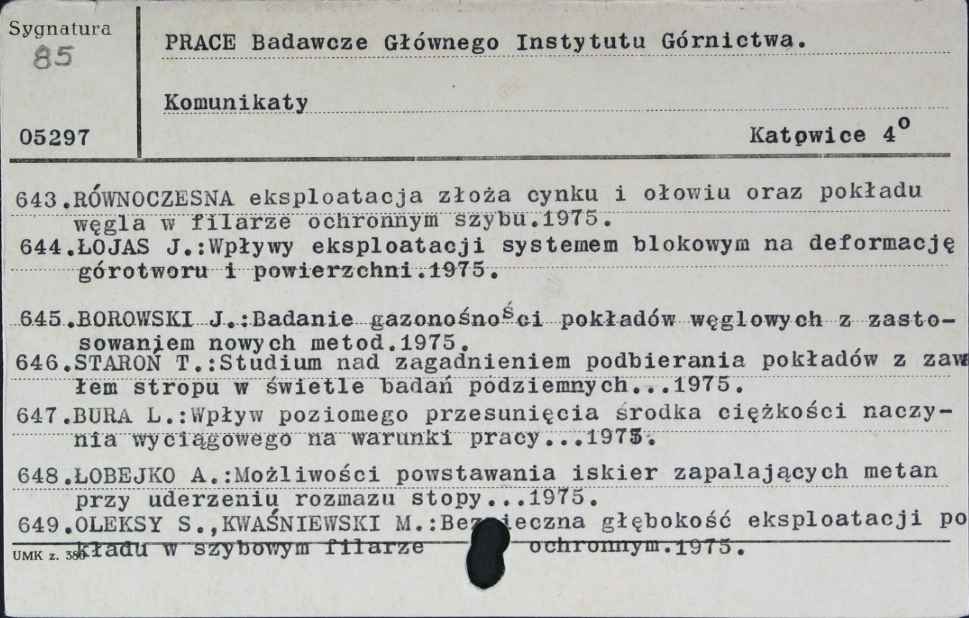 Sygnatura
85
PRACE Badawcze Głównego Instytutu Górnictwa.
Komunikaty
05297
Katowice 4°
643.RÓWNOCZESNA eksploatacja złoża cynku i ołowiu oraz pokładu
węgla w filarze ochronnym szybu.1975.
644.ŁOJAS J.:Wpływy eksploatacji systemem blokowym na deformację
górotworu i powierzchni.1975.
645.BOROWSKI J.:Badanie gazonośności pokładów węglowych z zasto-
sowaniem nowych metod.1975.
646.STAROŃ T.:Studium nad zagadnieniem podbierania pokładów z zawa
łem stropu w świetle badań podziemnych...1975.
647.BURA L.:Wpływ poziomego przesunięcia środka ciężkości naczy-
nia wyciągowego na warunki pracy...1975.
648.ŁOBEJKO A.:Możliwości powstawania iskier zapalających metan
przy uderzeniu rozmazu stopy...1975.
649.OLEKSY S.,KWAŚNIEWSKI M.:Bezpieczna głębokość eksploatacji po
kładu w szybowym filarze ochronnym.1975.
UMK z. 386